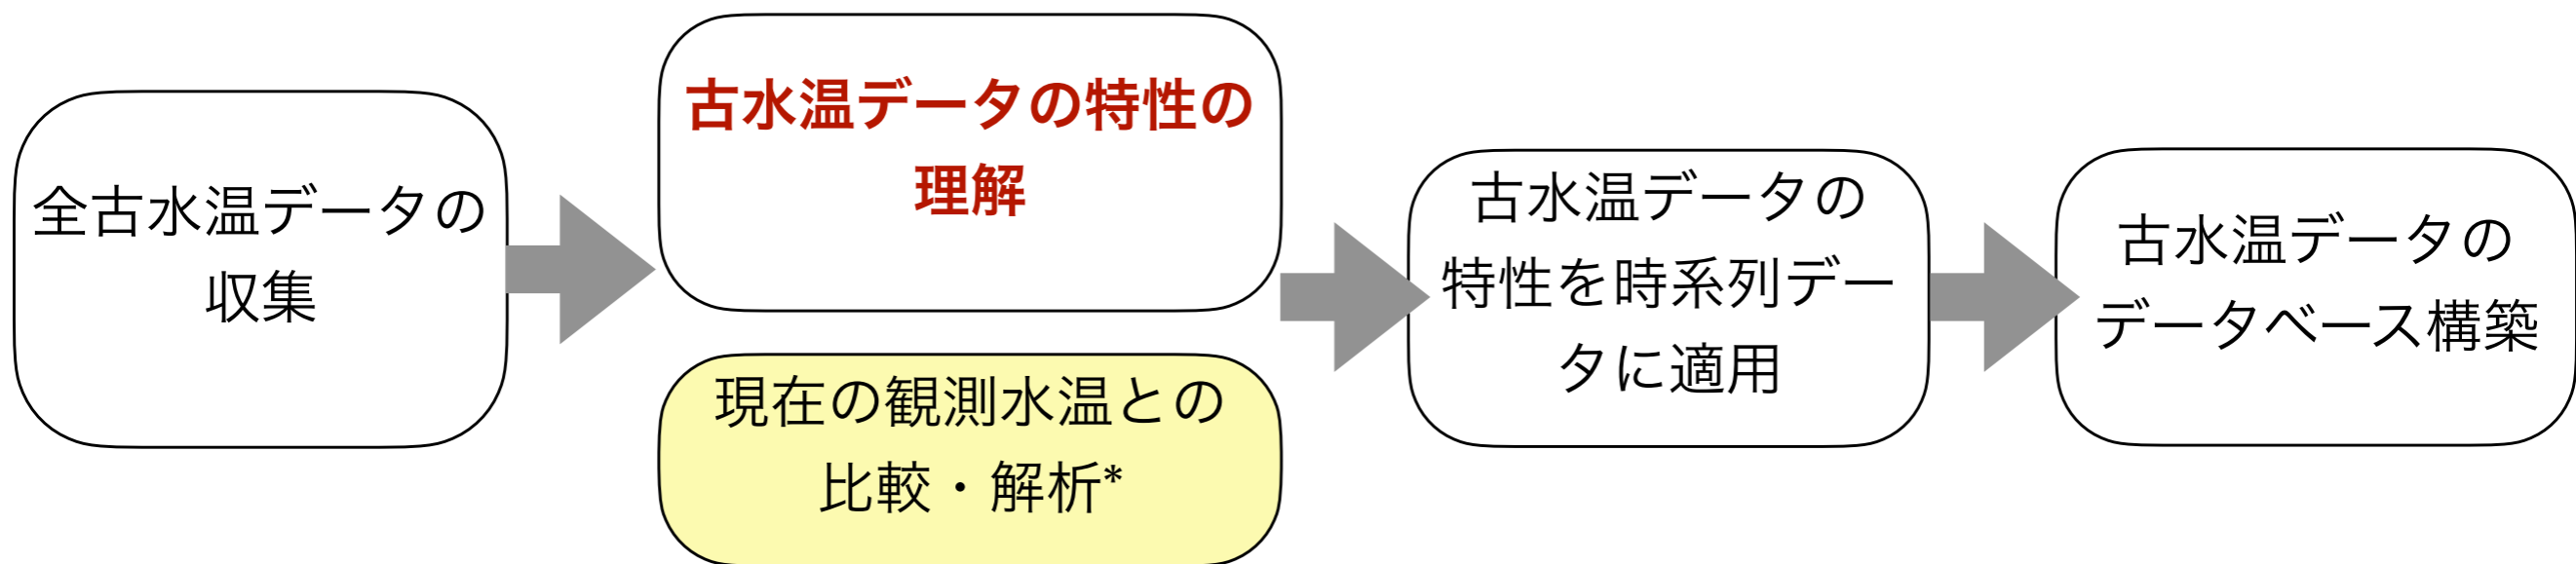 全古水温データの
収集
古水温データの特性の
理解
現在の観測水温との
比較・解析*
古水温データの
特性を時系列デー
タに適用
古水温データの
データベース構築